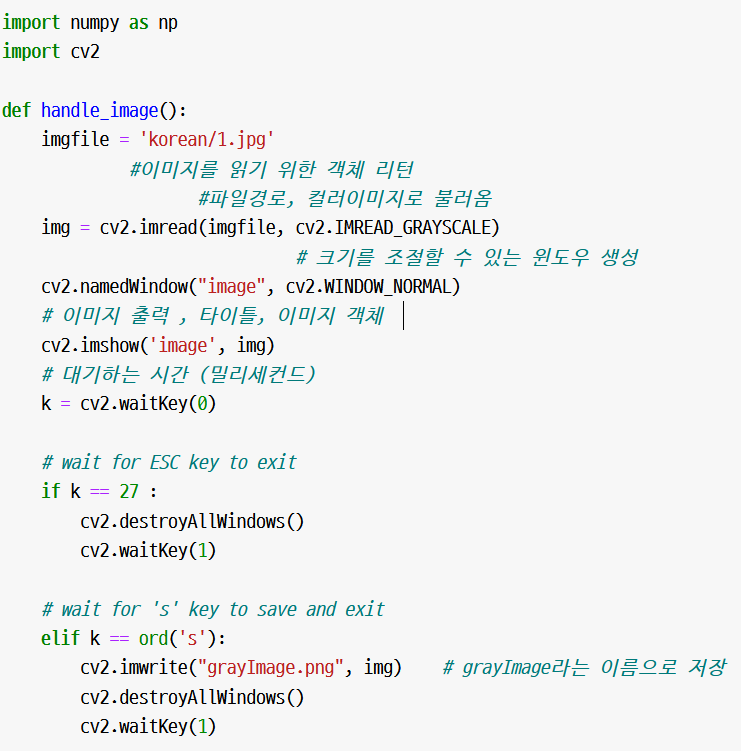 import numpy as np
import cv2
def handle_image():
    imgfile = 'korean/1.jpg'
             #이미지를 읽기 위한 객체 리턴
                    #파일경로, 컬러이미지로 불러옴
    img = cv2.imread(imgfile, cv2.IMREAD_GRAYSCALE)
                              # 크기를 조절할 수 있는 윈도우 생성
    cv2.namedWindow("image", cv2.WINDOW_NORMAL)
    # 이미지 출력 , 타이틀, 이미지 객체
    cv2.imshow('image', img)
    # 대기하는 시간 (밀리세컨드)
    k = cv2.waitKey(0)
    # wait for ESC key to exit
    if k == 27 :
        cv2.destroyAllWindows()
        cv2.waitKey(1)
    # wait for 's' key to save and exit
    elif k == ord('s'):
        cv2.imwrite("grayImage.png", img)    # grayImage라는 이름으로 저장
        cv2.destroyAllWindows()
        cv2.waitKey(1)